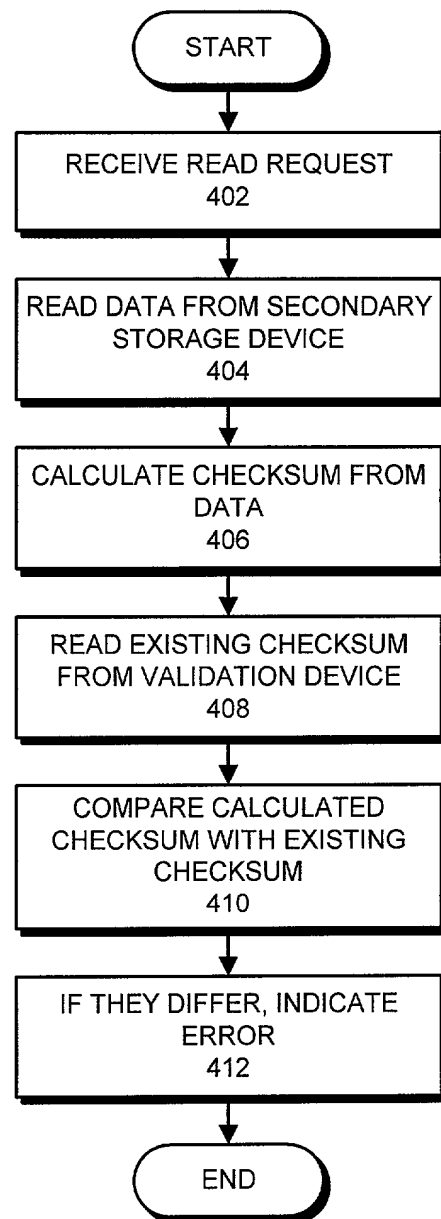 START
RECEIVE READ REQUEST
402
READ DATA FROM SECONDARY
STORAGE DEVICE
404
CALCULATE CHECKSUM FROM
DATA
406
READ EXISTING CHECKSUM
FROM VALIDATION DEVICE
408
COMPARE CALCULATED
CHECKSUM WITH EXISTING
CHECKSUM
410
IF THEY DIFFER, INDICATE
ERROR
412
END